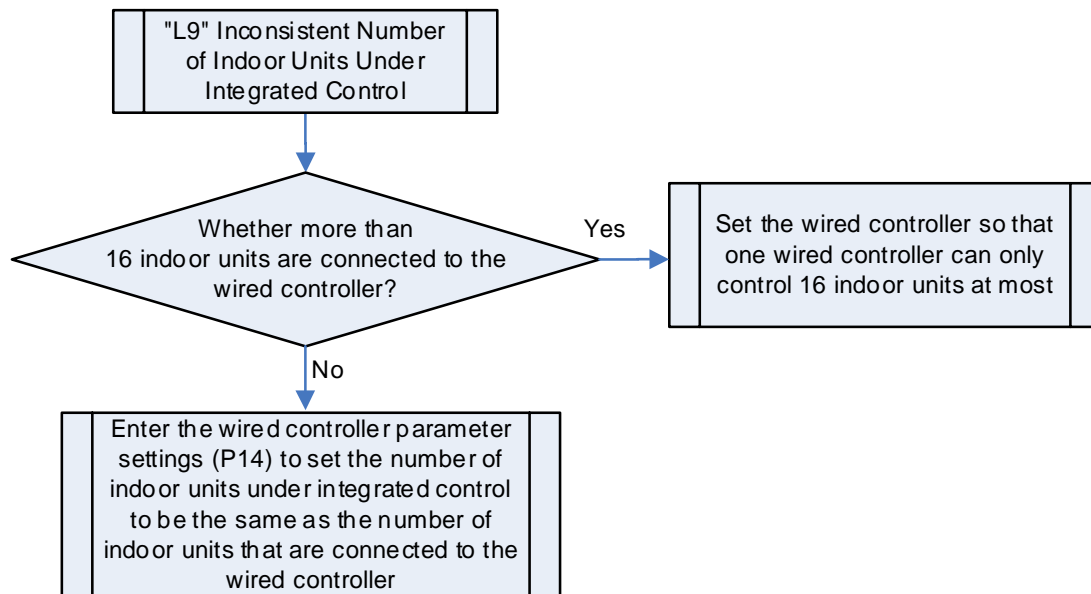 "L9" Inconsistent Number
of Indoor Units Under
Integrated Control
Whether more than
16 indoor units are connected to the
wired controller?
Yes
Set the wired controller so that
one wired controller can only
control 16 indoor units at most
No
Enter the wired controller parameter
settings (P14) to set the number of
indoor units under integrated control
to be the same as the number of
indoor units that are connected to the
wired controller